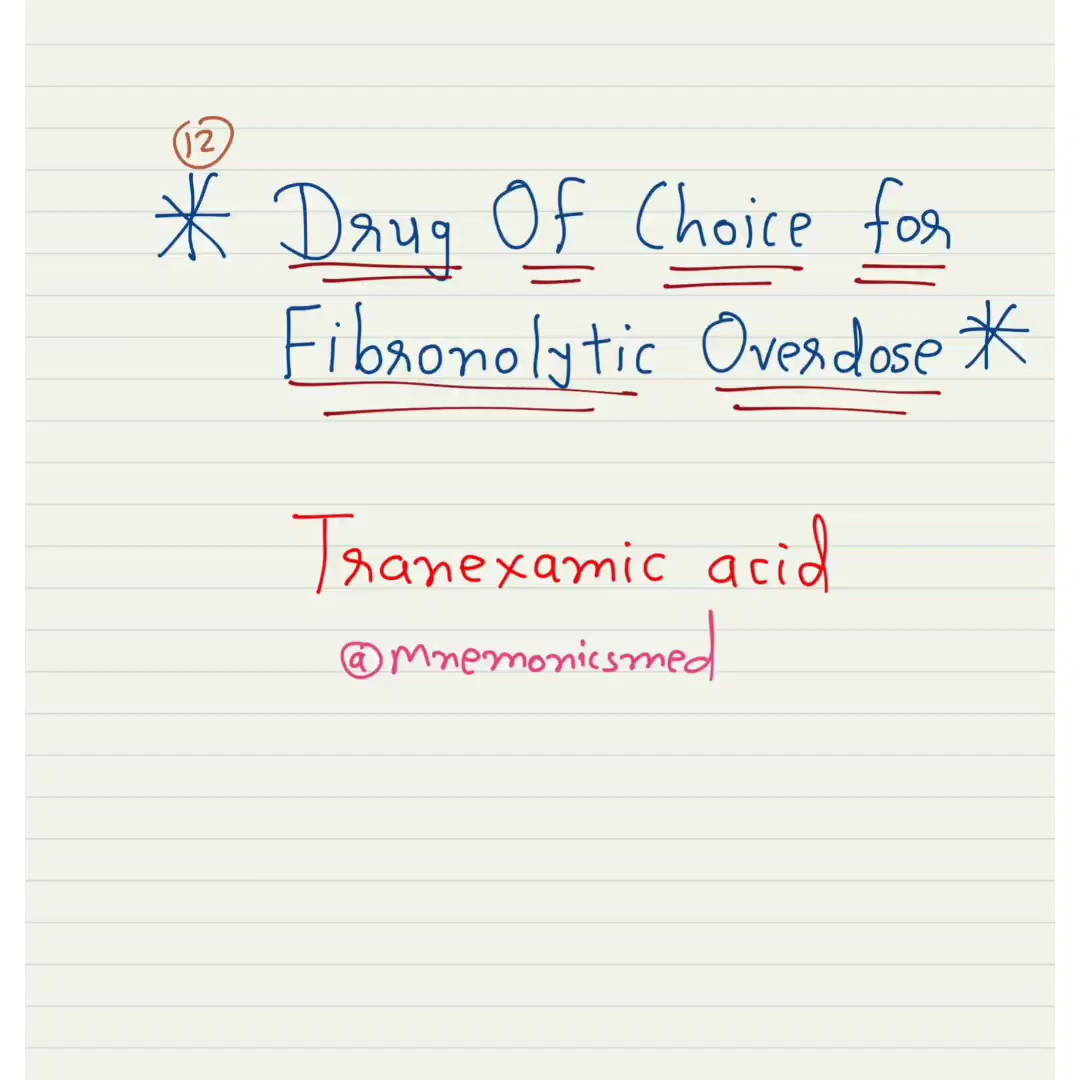 12
* Drug Of Choice for
Fibronolytic Overdose *
Tranexamic acid
@mnemonicsmed